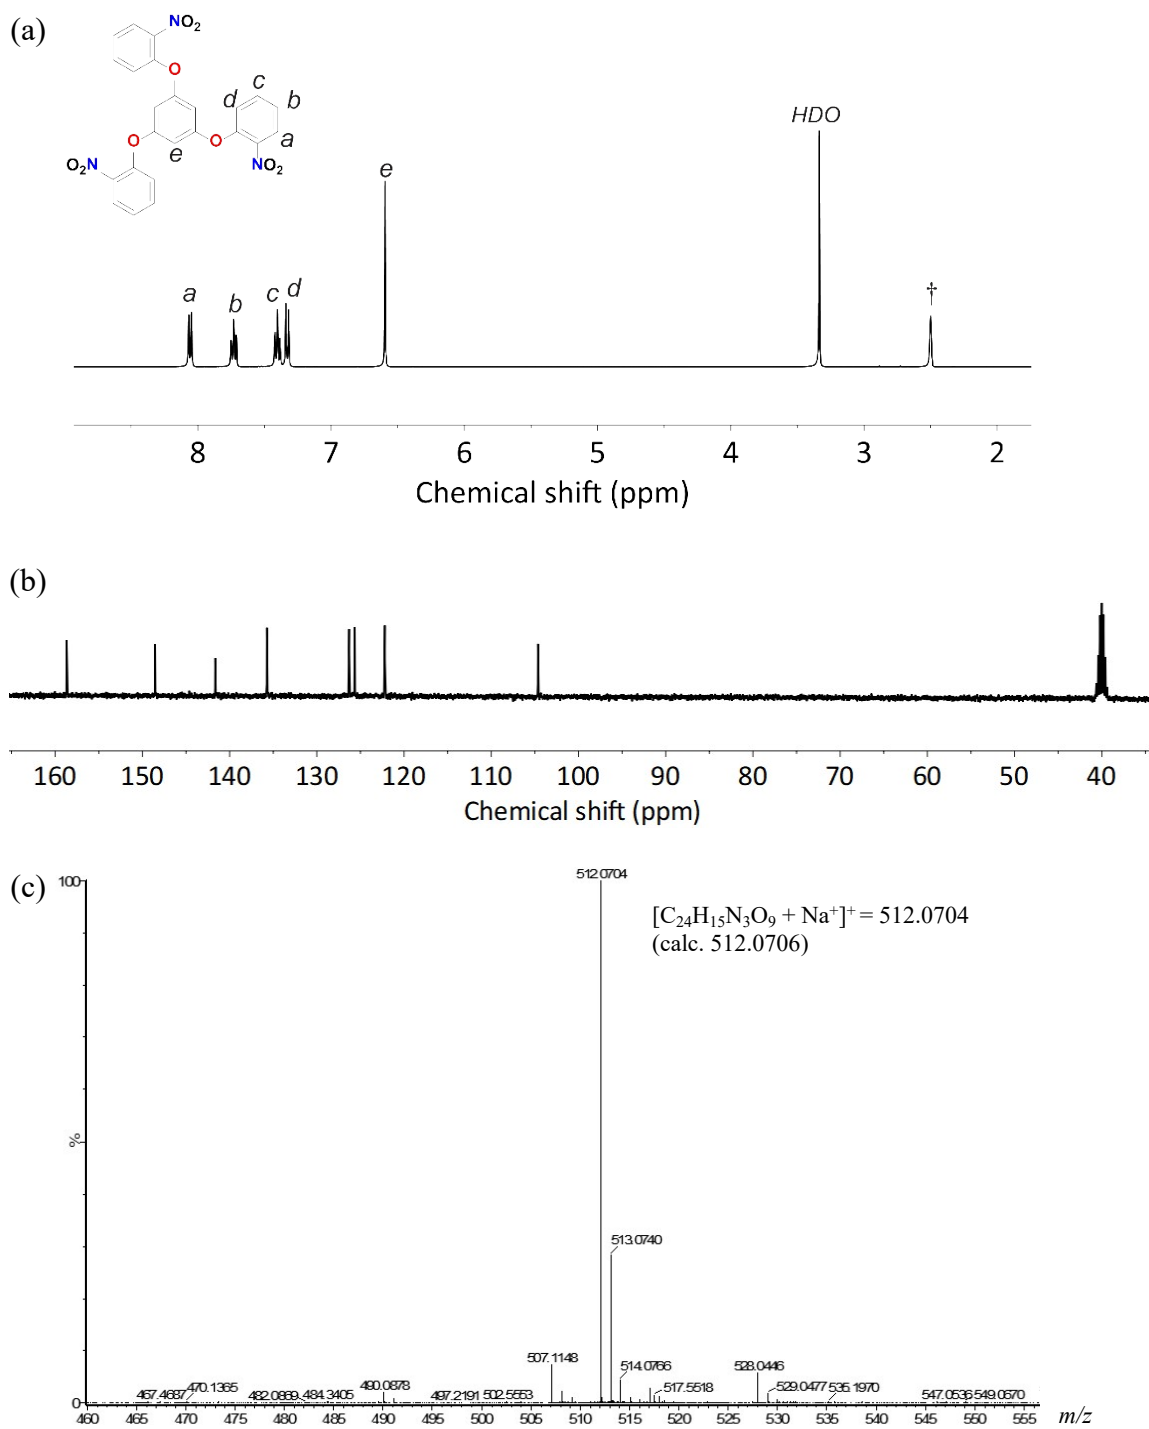 (a)
NO2
O
d
c
b
a
O
O
e
O2N
NO2
HDO
e
a
b
c
d
‡
8
7
6
5
4
3
2
Chemical shift (ppm)
(b)
160
150
140
130
120
110
100
90
80
70
60
50
40
Chemical shift (ppm)
(c)
100
512.0704
[C24H15N3O9 + Na+]+ = 512.0704
(calc. 512.0706)
%
513.0740
507.1148
514.0766
528.0446
467.4687
470.1365
482.0869
484.3405
490.0878
497.2191
502.5553
517.5518
529.0477
535.1970
547.0536
549.0670
0
460
465
470
475
480
485
490
495
500
505
510
515
520
525
530
535
540
545
550
555
m/z